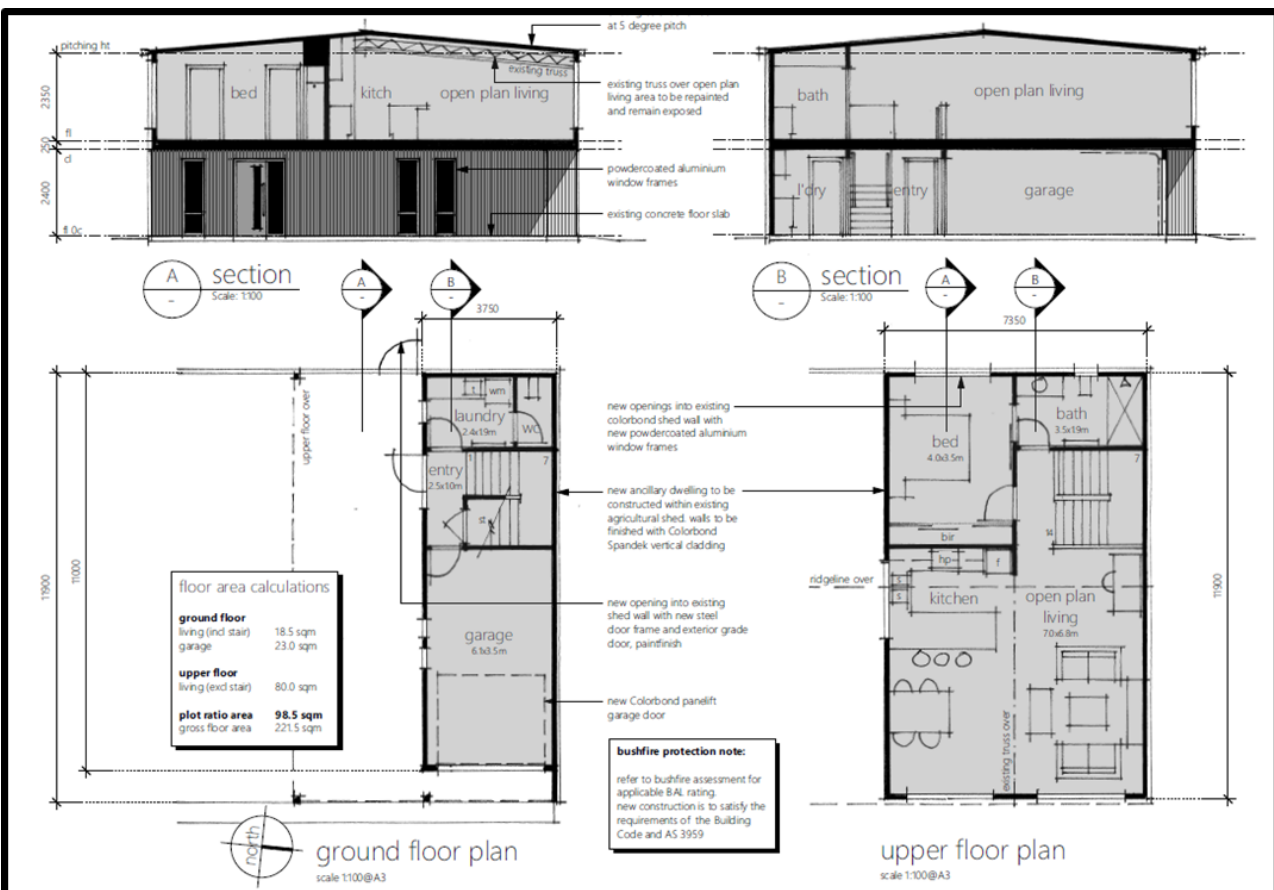 at 5 degree pitch
pitching ht
2350
fl
250
cl
2400
fl 0c
bed
kitch
open plan living
existing truss
existing truss over open plan
living area to be repainted
and remain exposed
powdercoated aluminium
window frames
existing concrete floor slab
bath
open plan living
l'dry
entry
garage
A
-
section
Scale: 1:100
A
-
B
-
B
-
section
Scale: 1:100
A
-
B
-
3750
7350
upper floor over
11900
11000
t
wm
laundry
2.4x1.9m
WC
entry
2.5x1.0m
1
7
st
garage
6.1x3.5m
new openings into existing
colorbond shed wall with
new powdercoated aluminium
window frames
new ancillary dwelling to be
constructed within existing
agricultural shed. walls to be
finished with Colorbond
Spandek vertical cladding
new opening into existing
shed wall with new steel
door frame and exterior grade
door, paintfinish
new Colorbond panelift
garage door
floor area calculations
ground floor
living (incl stair) 18.5 sqm
garage 23.0 sqm
upper floor
living (excl stair) 80.0 sqm
plot ratio area 98.5 sqm
gross floor area 221.5 sqm
bushfire protection note:
refer to bushfire assessment for
applicable BAL rating.
new construction is to satisfy the
requirements of the Building
Code and AS 3959
bed
4.0x3.5m
bath
3.5x1.9m
7
bir
hp
f
ridgeline over
s
s
kitchen
open plan
living
7.0x6.8m
existing truss over
11900
north
ground floor plan
scale 1:100@A3
upper floor plan
scale 1:100@A3